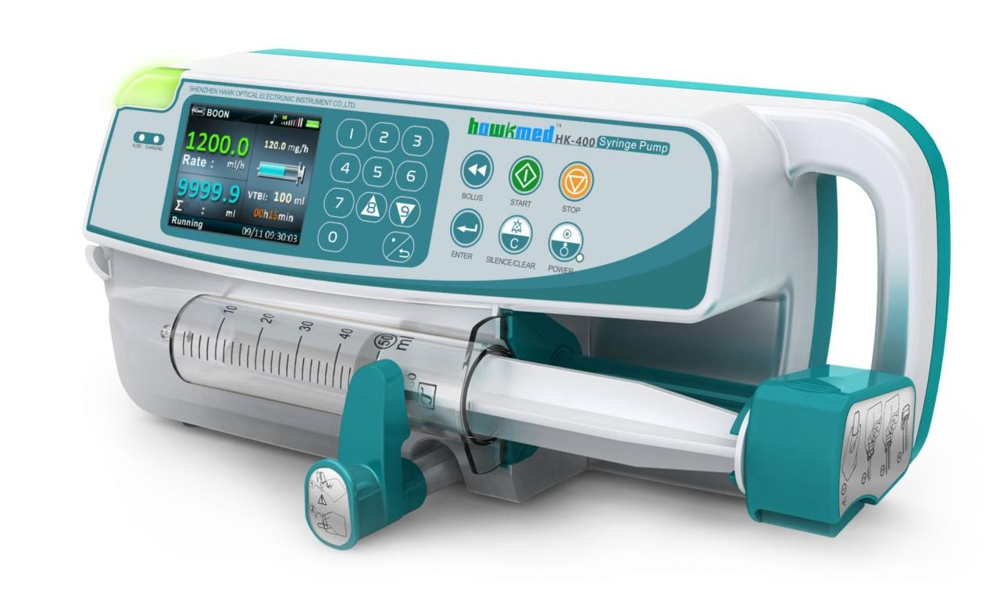 SHENZHEN HAWK OPTICAL ELECTRONIC INSTRUMENT CO.,LTD.
BOON
M
1200.0
120.0 mg/h
Rate : ml/h
9999.9
VTBI: 100 ml
Σ : ml
00h15min
Running
09/11 09:30:03
AC/DC CHARGING
1 2 3
4 5 6
7 8 9
0
hawkmed™ HK-400 Syringe Pump
BOLUS START STOP
C
ENTER SILENCE/CLEAR POWER
10 20 30 40 50 ml
60
1
2